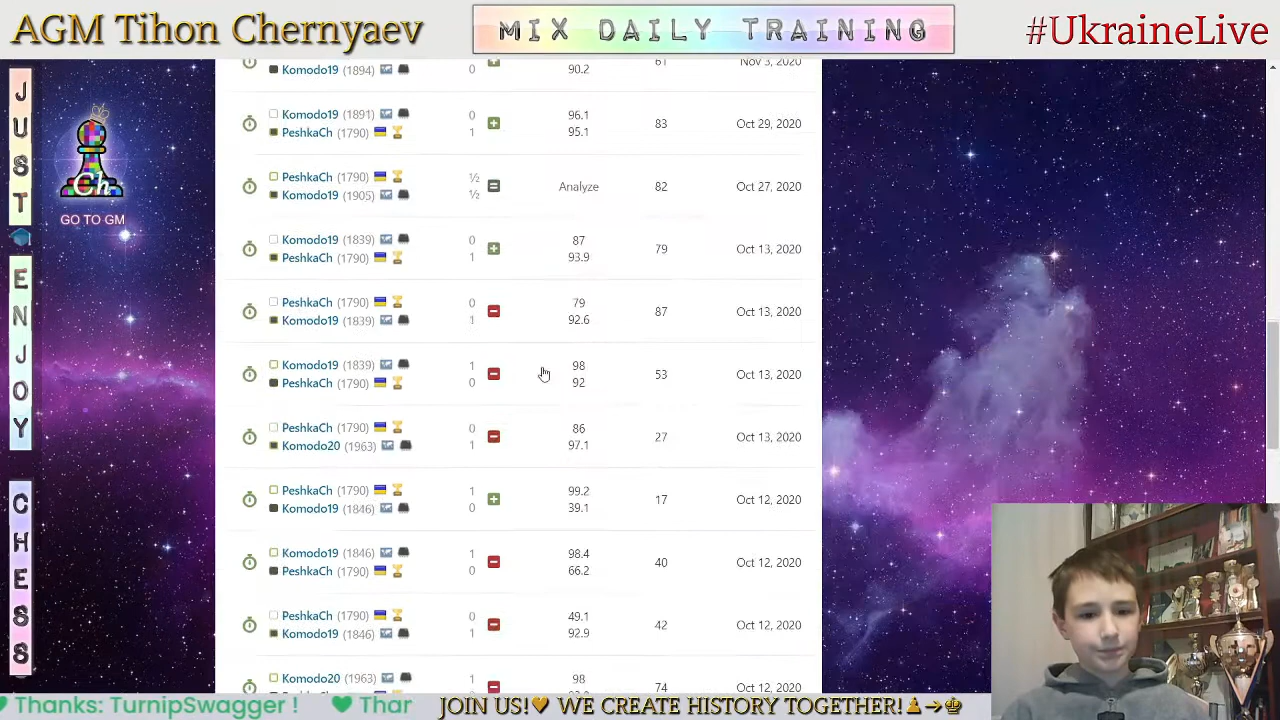 AGM Tihon Chernyaev
MIX DAILY TRAINING
#UkraineLive
JUST
ENJOY
CHESS
Ch
GO TO GM
61 Nov 3, 2020
Komodo19 (1894) 0 90.2
Komodo19 (1891) 0 96.1
PeshkaCh (1790) 1 95.1
83 Oct 29, 2020
PeshkaCh (1790) ½
Komodo19 (1905) ½
Analyze 82 Oct 27, 2020
Komodo19 (1839) 0 87
PeshkaCh (1790) 1 93.9
79 Oct 13, 2020
PeshkaCh (1790) 0 79
Komodo19 (1839) 1 92.6
87 Oct 13, 2020
Komodo19 (1839) 1 98
PeshkaCh (1790) 0 92
53 Oct 13, 2020
PeshkaCh (1790) 0 86
Komodo20 (1963) 1 97.1
27 Oct 13, 2020
PeshkaCh (1790) 1 99.2
Komodo19 (1846) 0 39.1
17 Oct 12, 2020
Komodo19 (1846) 1 98.4
PeshkaCh (1790) 0 66.2
40 Oct 12, 2020
PeshkaCh (1790) 0 49.1
Komodo19 (1846) 1 92.9
42 Oct 12, 2020
Komodo20 (1963) 1 98
74 Oct 12, 2020
Thanks: TurnipSwagger ! Thar
JOIN US! WE CREATE HISTORY TOGETHER!